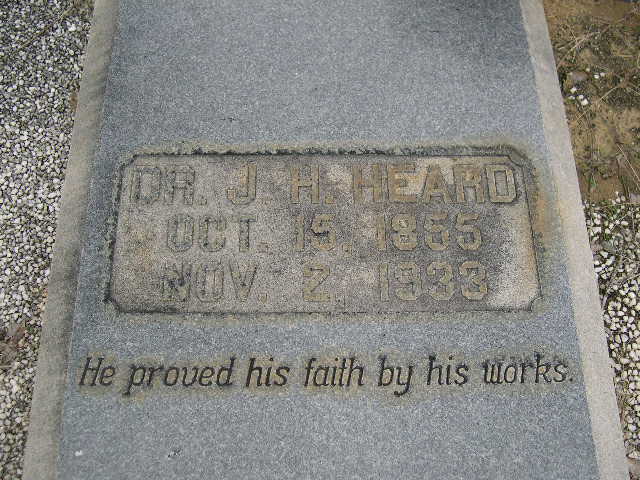 DR. J. H. HEARD
OCT. 15, 1855
NOV. 2, 1933
He proved his faith by his works.